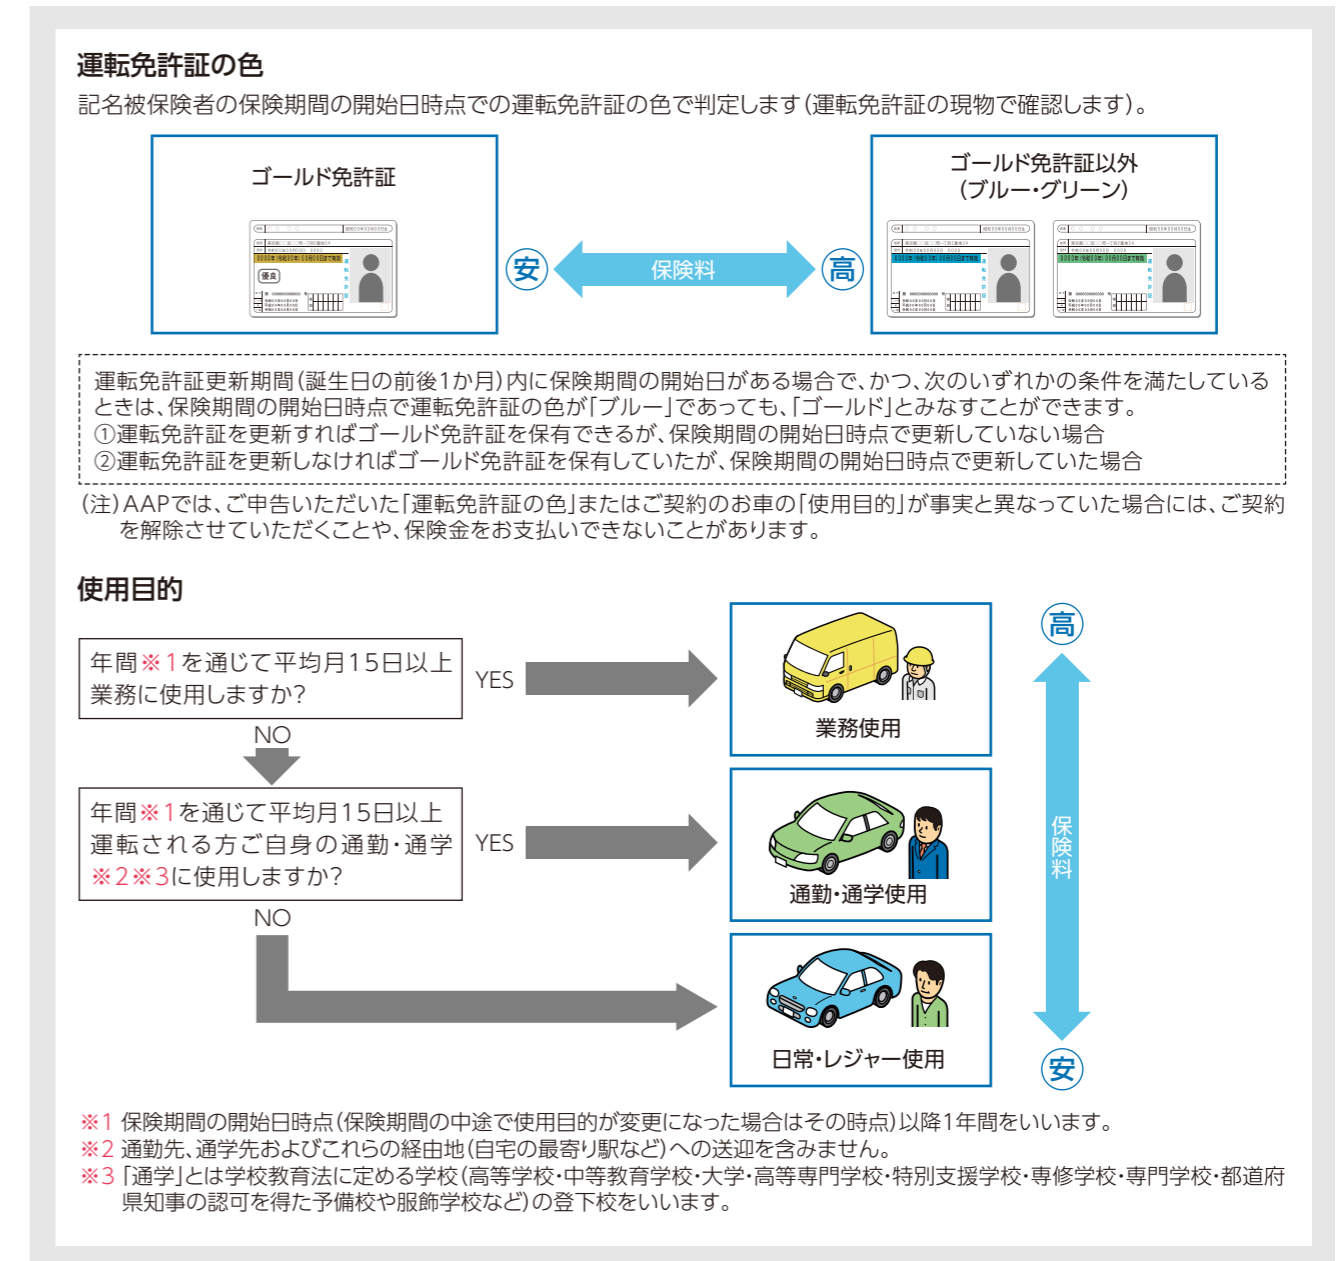 運転免許証の色
記名被保険者の保険期間の開始日時点での運転免許証の色で判定します(運転免許証の現物で確認します)。
ゴールド免許証
優良
安
保険料
高
ゴールド免許証以外
(ブルー・グリーン)
運転免許証更新期間(誕生日の前後1か月)内に保険期間の開始日がある場合で、かつ、次のいずれかの条件を満たしている
ときは、保険期間の開始日時点で運転免許証の色が「ブルー」であっても、「ゴールド」とみなすことができます。
①運転免許証を更新すればゴールド免許証を保有できるが、保険期間の開始日時点で更新していない場合
②運転免許証を更新しなければゴールド免許証を保有していたが、保険期間の開始日時点で更新していた場合
(注)AAPでは、ご申告いただいた「運転免許証の色」またはご契約のお車の「使用目的」が事実と異なっていた場合には、ご契約
を解除させていただくことや、保険金をお支払いできないことがあります。
使用目的
年間※1を通じて平均月15日以上
業務に使用しますか?
YES
業務使用
NO
年間※1を通じて平均月15日以上
運転される方ご自身の通勤・通学
※2※3に使用しますか?
YES
通勤・通学使用
NO
日常・レジャー使用
高
保険料
安
※1 保険期間の開始日時点(保険期間の中途で使用目的が変更になった場合はその時点)以降1年間をいいます。
※2 通勤先、通学先およびこれらの経由地(自宅の最寄り駅など)への送迎を含みません。
※3 「通学」とは学校教育法に定める学校(高等学校・中等教育学校・大学・高等専門学校・特別支援学校・専修学校・専門学校・都道府
県知事の認可を得た予備校や服飾学校など)の登下校をいいます。